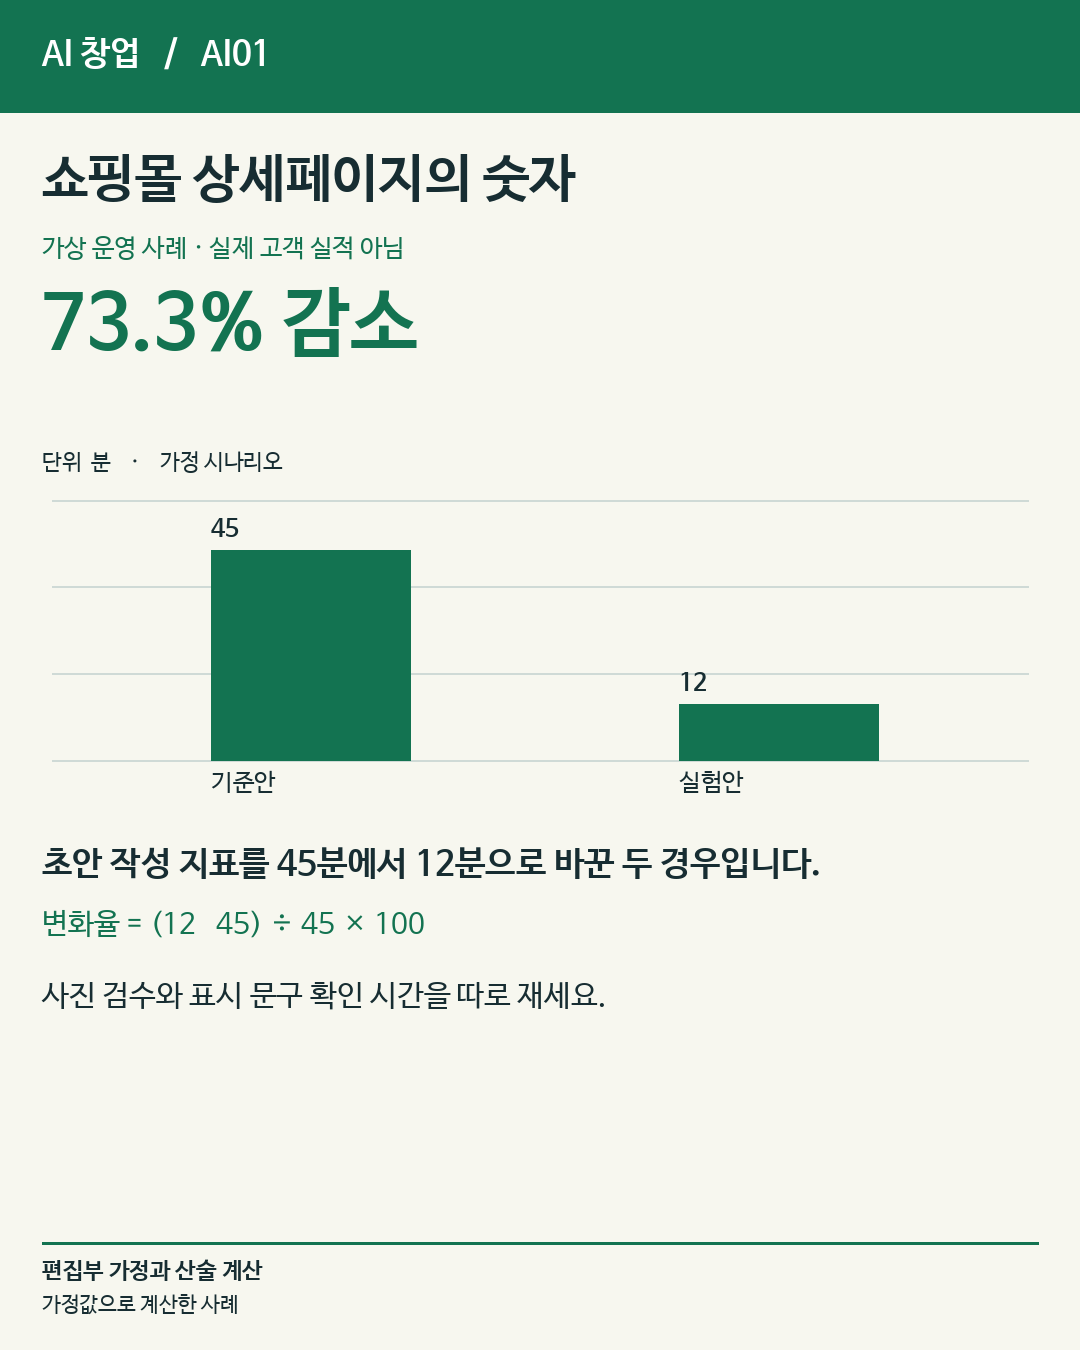 AI 창업 / AI01
쇼핑몰 상세페이지의 숫자
가상 운영 사례 · 실제 고객 실적 아님
73.3% 감소
단위 분 · 가정 시나리오
45
12
기준안 실험안
초안 작성 지표를 45분에서 12분으로 바꾼 두 경우입니다.
변화율 = (12 45) ÷ 45 × 100
사진 검수와 표시 문구 확인 시간을 따로 재세요.
편집부 가정과 산술 계산
가정값으로 계산한 사례